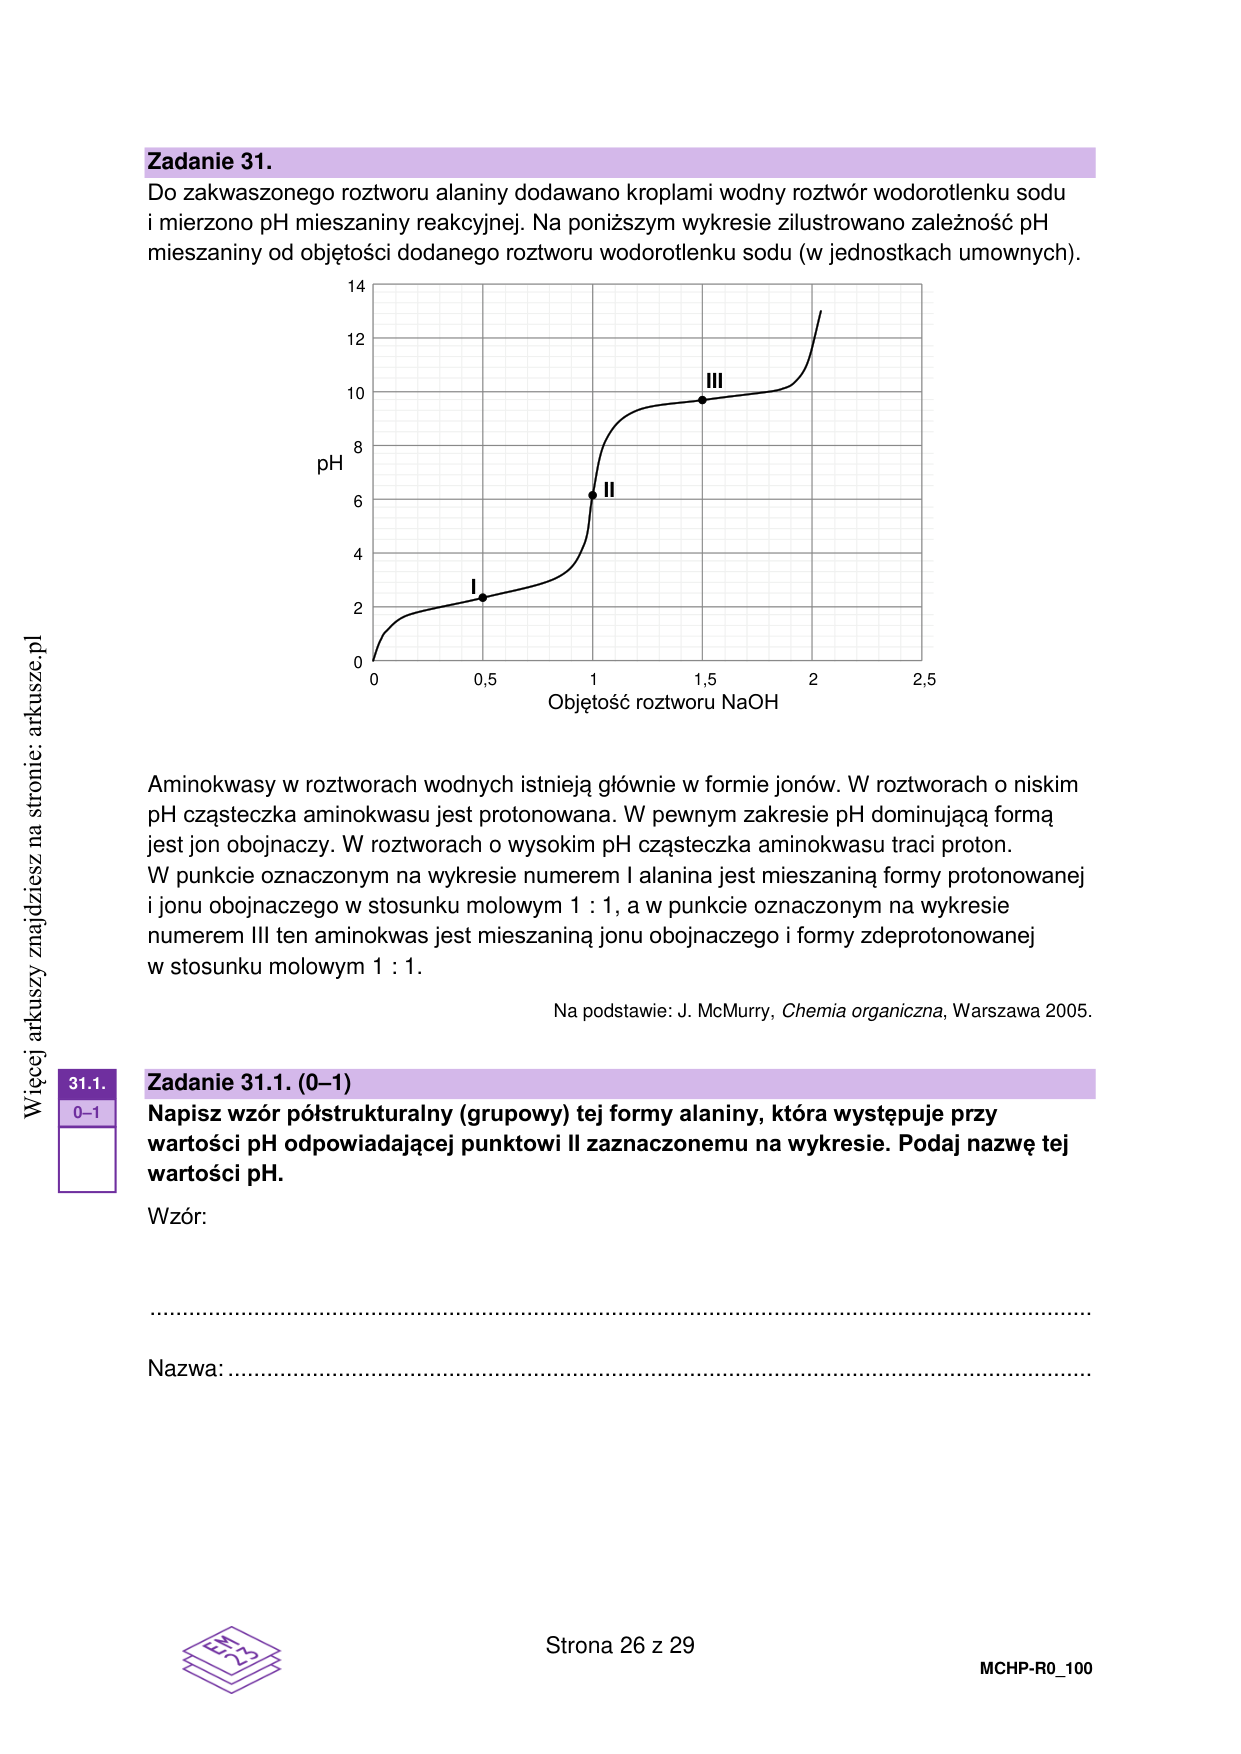 Zadanie 31.
Do zakwaszonego roztworu alaniny dodawano kroplami wodny roztwór wodorotlenku sodu
i mierzono pH mieszaniny reakcyjnej. Na poniższym wykresie zilustrowano zależność pH
mieszaniny od objętości dodanego roztworu wodorotlenku sodu (w jednostkach umownych).
14
12
10
8
6
4
2
0
pH
I
II
III
0 0,5 1 1,5 2 2,5
Objętość roztworu NaOH
Aminokwasy w roztworach wodnych istnieją głównie w formie jonów. W roztworach o niskim
pH cząsteczka aminokwasu jest protonowana. W pewnym zakresie pH dominującą formą
jest jon obojnaczy. W roztworach o wysokim pH cząsteczka aminokwasu traci proton.
W punkcie oznaczonym na wykresie numerem I alanina jest mieszaniną formy protonowanej
i jonu obojnaczego w stosunku molowym 1 : 1, a w punkcie oznaczonym na wykresie
numerem III ten aminokwas jest mieszaniną jonu obojnaczego i formy zdeprotonowanej
w stosunku molowym 1 : 1.
Na podstawie: J. McMurry, Chemia organiczna, Warszawa 2005.
31.1.
0–1
Zadanie 31.1. (0–1)
Napisz wzór półstrukturalny (grupowy) tej formy alaniny, która występuje przy
wartości pH odpowiadającej punktowi II zaznaczonemu na wykresie. Podaj nazwę tej
wartości pH.
Wzór:
................................................................................
Nazwa: ................................................................................
Więcej arkuszy znajdziesz na stronie: arkusze.pl
EM
23
Strona 26 z 29
MCHP-R0_100